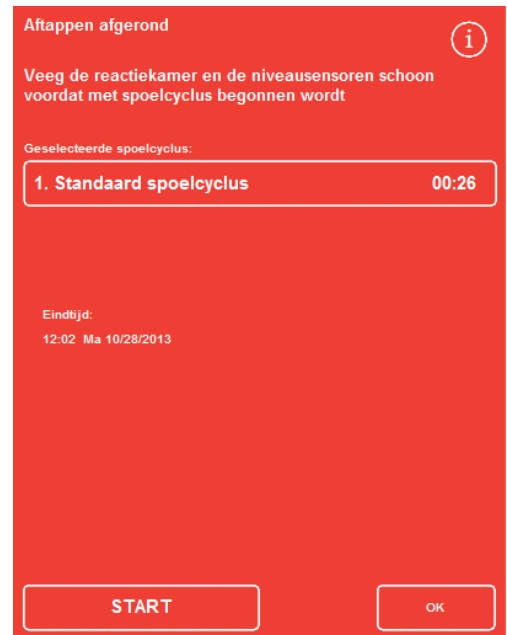 Aftappen afgerond
i
Veeg de reactiekamer en de niveausensoren schoon
voordat met spoelcyclus begonnen wordt
Geselecteerde spoelcyclus:
1. Standaard spoelcyclus 00:26
Eindtijd:
12:02 Ma 10/28/2013
START OK